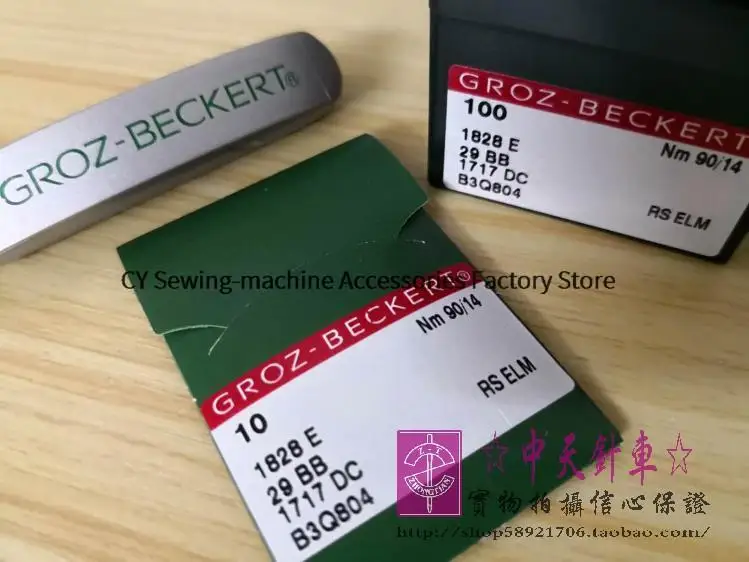 GROZ-BECKERT®
GROZ-BECKERT
100
Nm 90/14
1828 E
29 BB
1717 DC
B3Q804
RS ELM
CY Sewing-machine Accessories Factory Store
GROZ-BECKERT®
10
Nm 90/14
1828 E
29 BB
1717 DC
B3Q804
RS ELM
ZHONGTIAN
☆中天針車☆
實物拍攝信心保證
http://shop58921706.taobao.com/